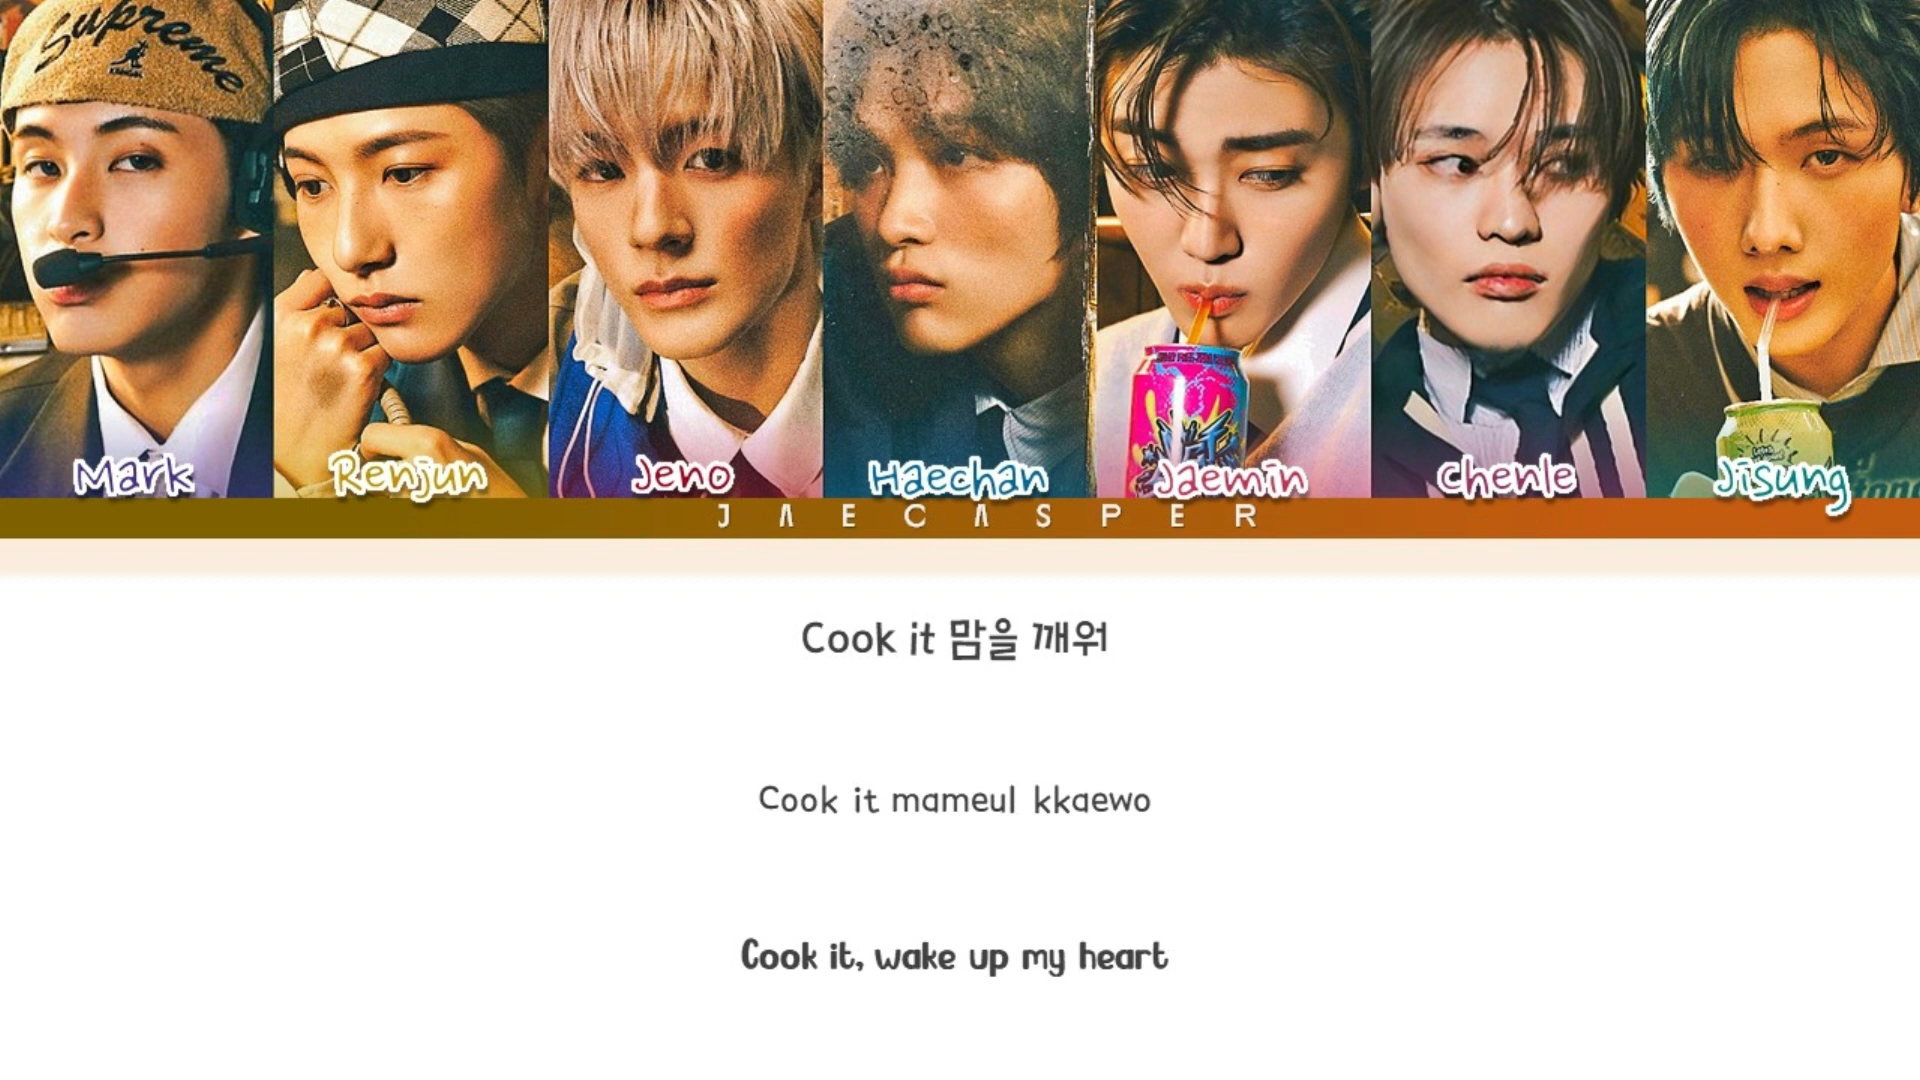 Supreme
Mark
Renjun
Jeno
Haechan
Jaemin
Chenle
Jisung
JAECASPER
Cook it 맘을 깨워
Cook it mameul kkaewo
Cook it, wake up my heart